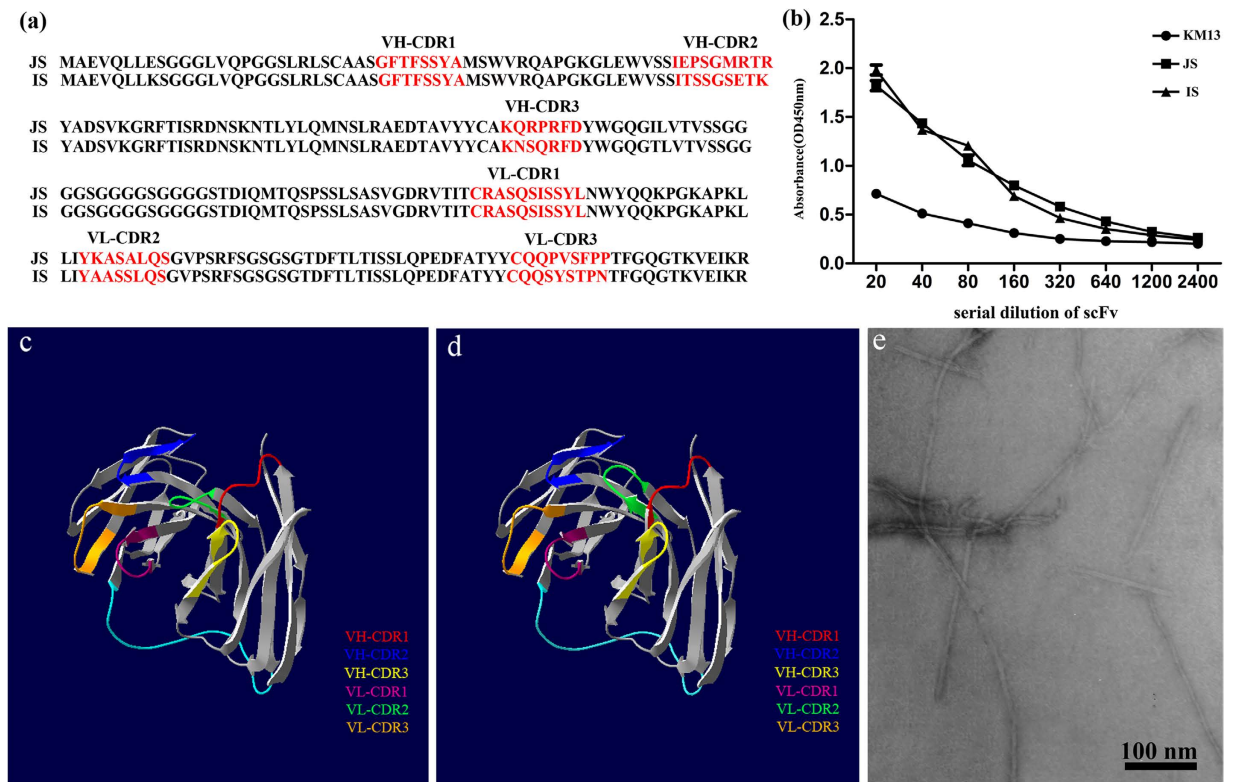 (a)
VH-CDR1 VH-CDR2
JS MAEVQLLESGGGLVQPGGSLRLSCAASGFTFSSYAMSWVRQAPGKGLEWVSSIEPSGMRTR
IS MAEVQLLKSGGGLVQPGGSLRLSCAASGFTFSSYAMSWVRQAPGKGLEWVSSITSSGSETK
VH-CDR3
JS YADSVKGRFTISRDNSKNTLYLQMNSLRAEDTAVYYCAKQRPRFDYWGQGILVTVSSGG
IS YADSVKGRFTISRDNSKNTLYLQMNSLRAEDTAVYYCAKNSQRFDYWGQGTLVTVSSGG
VL-CDR1
JS GGSGGGGSGGGGSTDIQMTQSPSSLSASVGDRVTITCRASQSISSYLNWYQQKPGKAPKL
IS GGSGGGGSGGGGSTDIQMTQSPSSLSASVGDRVTITCRASQSISSYLNWYQQKPGKAPKL
VL-CDR2 VL-CDR3
JS LIYKASALQSGVPSRFSGSGSGTDFTLTISSLQPEDFATYYCQQPVSFPPTFGQGTKVEIKR
IS LIYAASSLQSGVPSRFSGSGSGTDFTLTISSLQPEDFATYYCQQSYSTPNTFGQGTKVEIKR
(b)
KM13
JS
IS
Absorbance(OD450nm)
2.5
2.0
1.5
1.0
0.5
0.0
20 40 80 160 320 640 1200 2400
serial dilution of scFv
c
VH-CDR1
VH-CDR2
VH-CDR3
VL-CDR1
VL-CDR2
VL-CDR3
d
VH-CDR1
VH-CDR2
VH-CDR3
VL-CDR1
VL-CDR2
VL-CDR3
e
100 nm